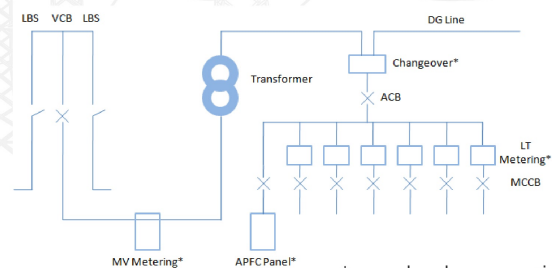 LBS VCB LBS
DG Line
Transformer
Changeover*
ACB
LT
Metering*
MCCB
MV Metering*
APFC Panel*